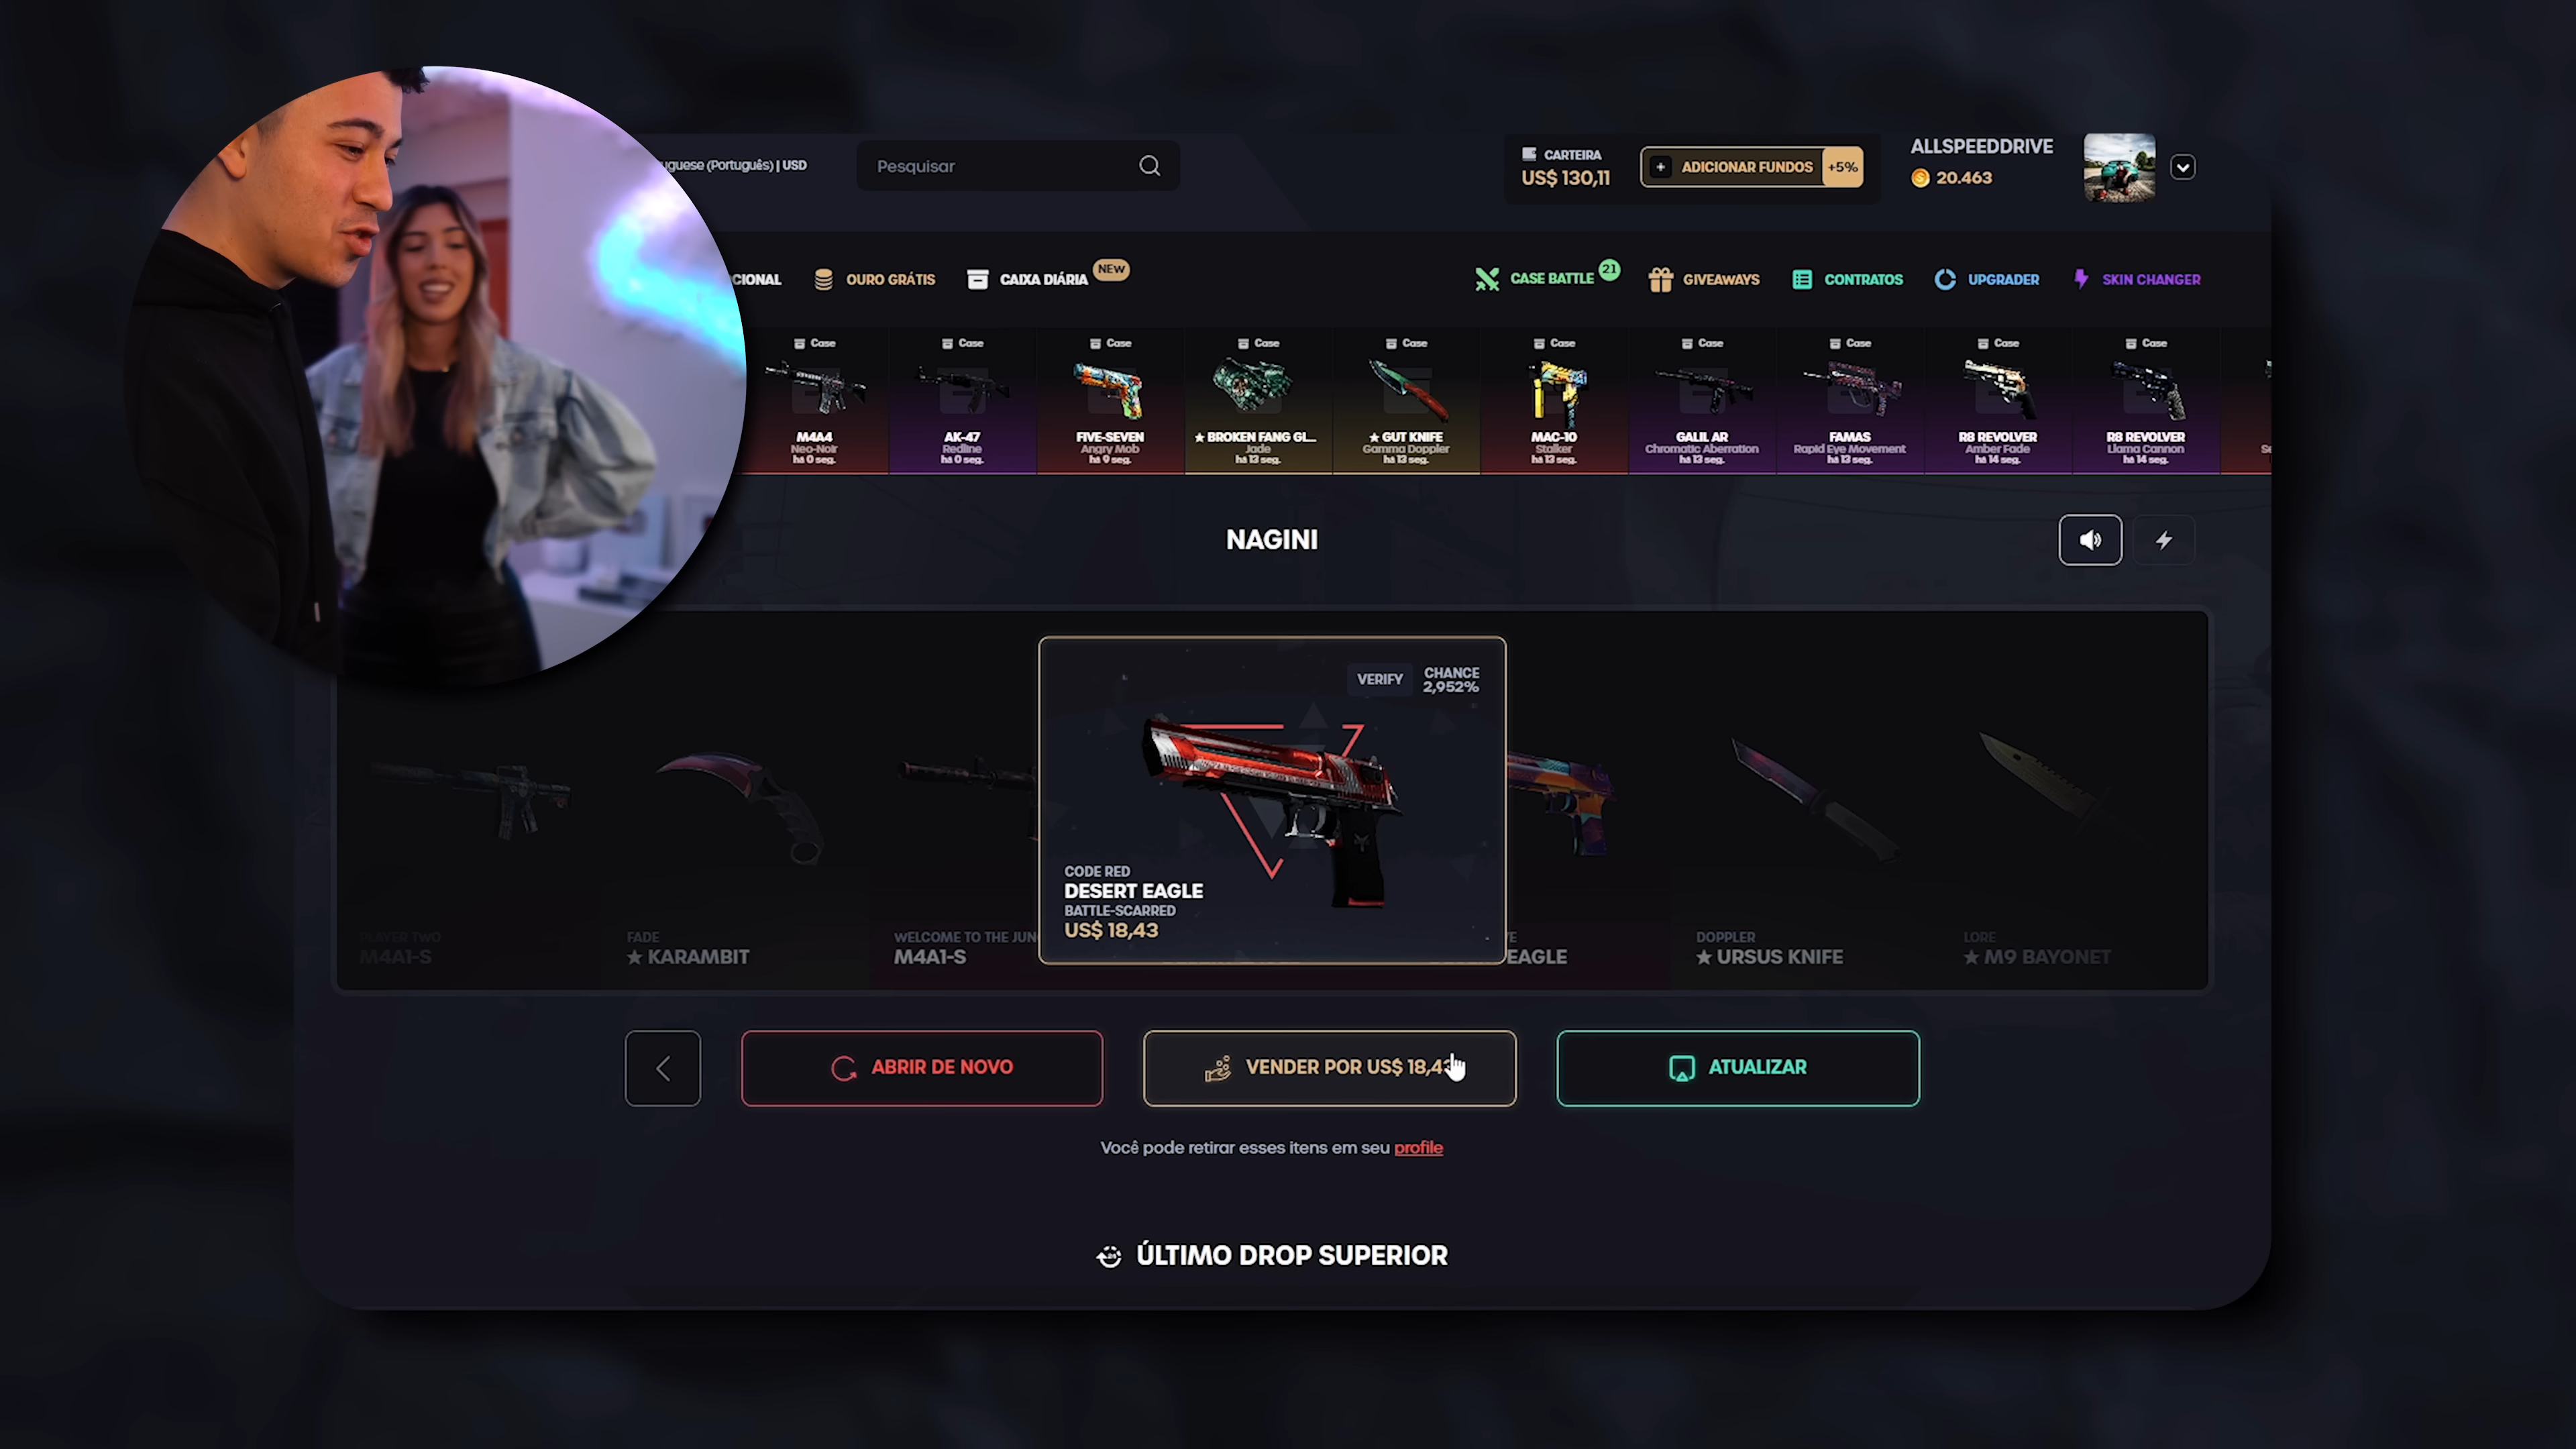 uguese (Português) | USD
Pesquisar
CARTEIRA
US$ 130,11
+ ADICIONAR FUNDOS +5%
ALLSPEEDDRIVE
20.463
CIONAL
OURO GRÁTIS
CAIXA DIÁRIA NEW
CASE BATTLE 21
GIVEAWAYS
CONTRATOS
UPGRADER
SKIN CHANGER
Case
M4A4
Neo-Noir
há 0 seg.
Case
AK-47
Redline
há 0 seg.
Case
FIVE-SEVEN
Angry Mob
há 9 seg.
Case
★ BROKEN FANG GL...
Jade
há 13 seg.
Case
★ GUT KNIFE
Gamma Doppler
há 13 seg.
Case
MAC-10
Stalker
há 13 seg.
Case
GALIL AR
Chromatic Aberration
há 13 seg.
Case
FAMAS
Rapid Eye Movement
há 13 seg.
Case
R8 REVOLVER
Amber Fade
há 14 seg.
Case
R8 REVOLVER
Llama Cannon
há 14 seg.
NAGINI
VERIFY
CHANCE
2,952%
CODE RED
DESERT EAGLE
BATTLE-SCARRED
US$ 18,43
PLAYER TWO
M4A1-S
FADE
★ KARAMBIT
WELCOME TO THE JUN
M4A1-S
EAGLE
DOPPLER
★ URSUS KNIFE
LORE
★ M9 BAYONET
ABRIR DE NOVO
VENDER POR US$ 18,43
ATUALIZAR
Você pode retirar esses itens em seu profile
ÚLTIMO DROP SUPERIOR